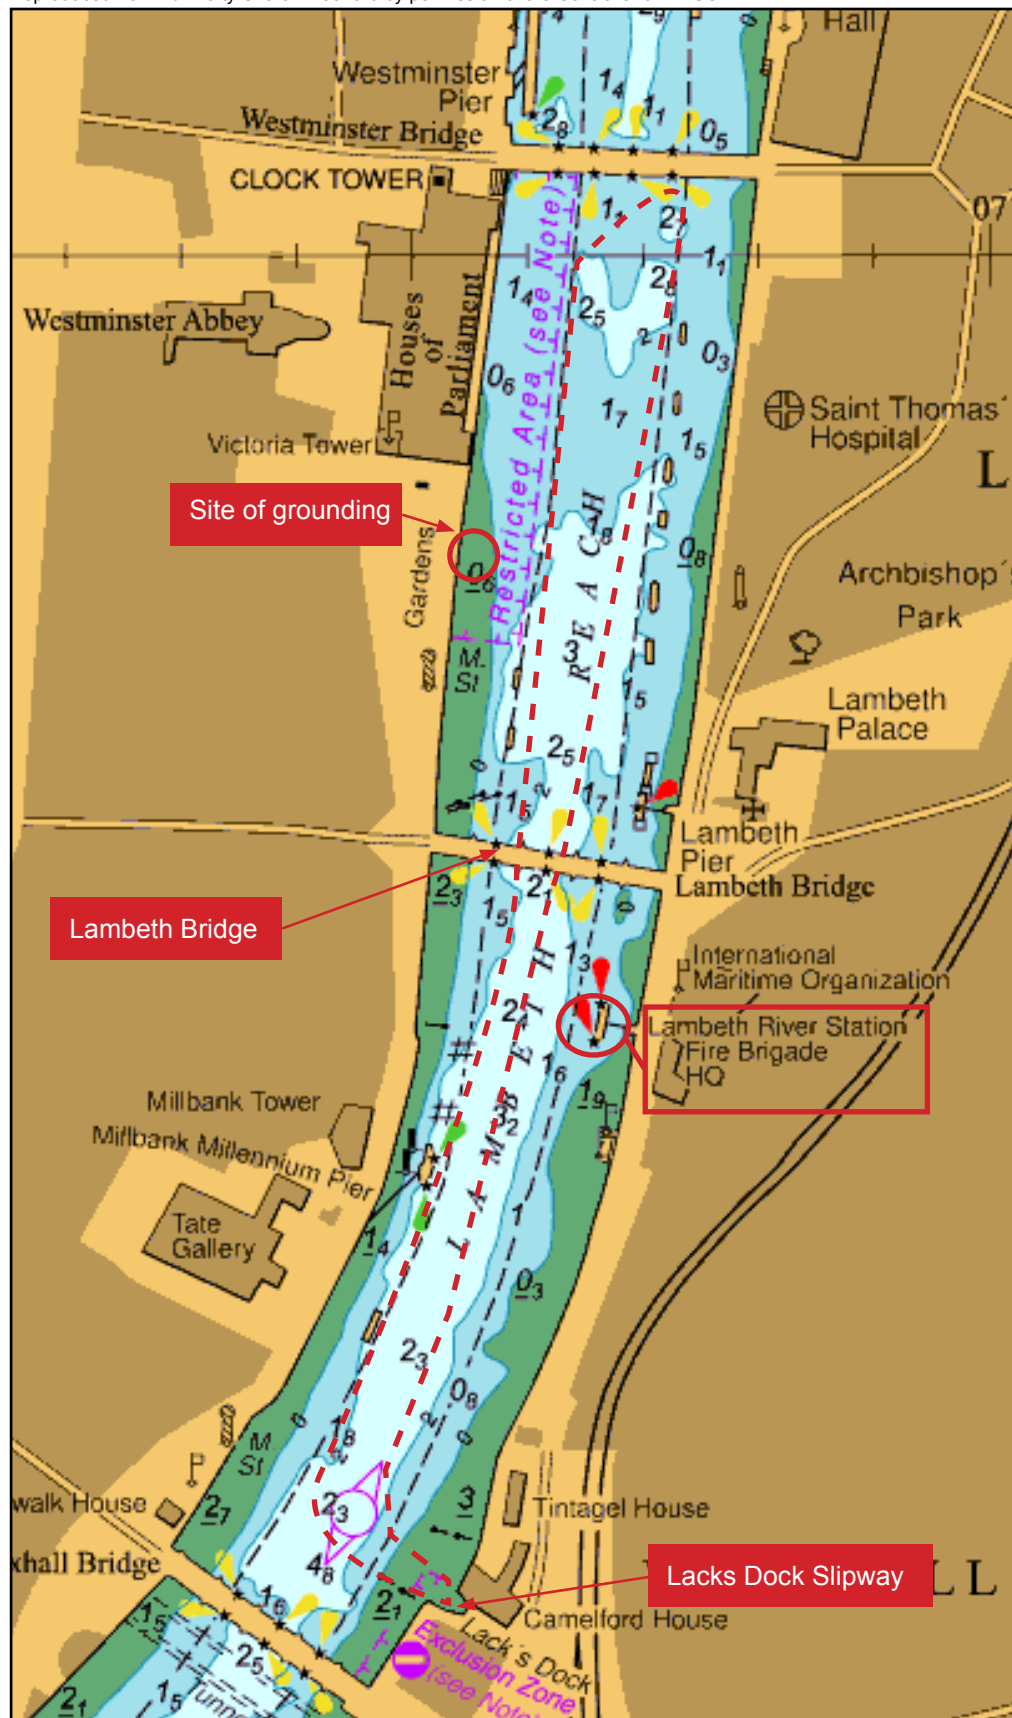 Hall
Westminster
Pier
Westminster Bridge
CLOCK TOWER
07
Westminster Abbey
Houses
of
Parliament
Restricted Area (see Note)
Saint Thomas'
Hospital
Victoria Tower
L
Site of grounding
Gardens
Archbishop's
Park
REACH
M.
St
Lambeth
Palace
Lambeth
Pier
Lambeth Bridge
Lambeth Bridge
International
Maritime Organization
Lambeth River Station
Fire Brigade
HQ
LAMBETH
Millbank Tower
Millbank Millennium Pier
Tate
Gallery
M.
St
walk House
Tintagel House
xhall Bridge
Lacks Dock Slipway
L L
Camelford House
Lack's Dock
Exclusion Zone
(see Note)